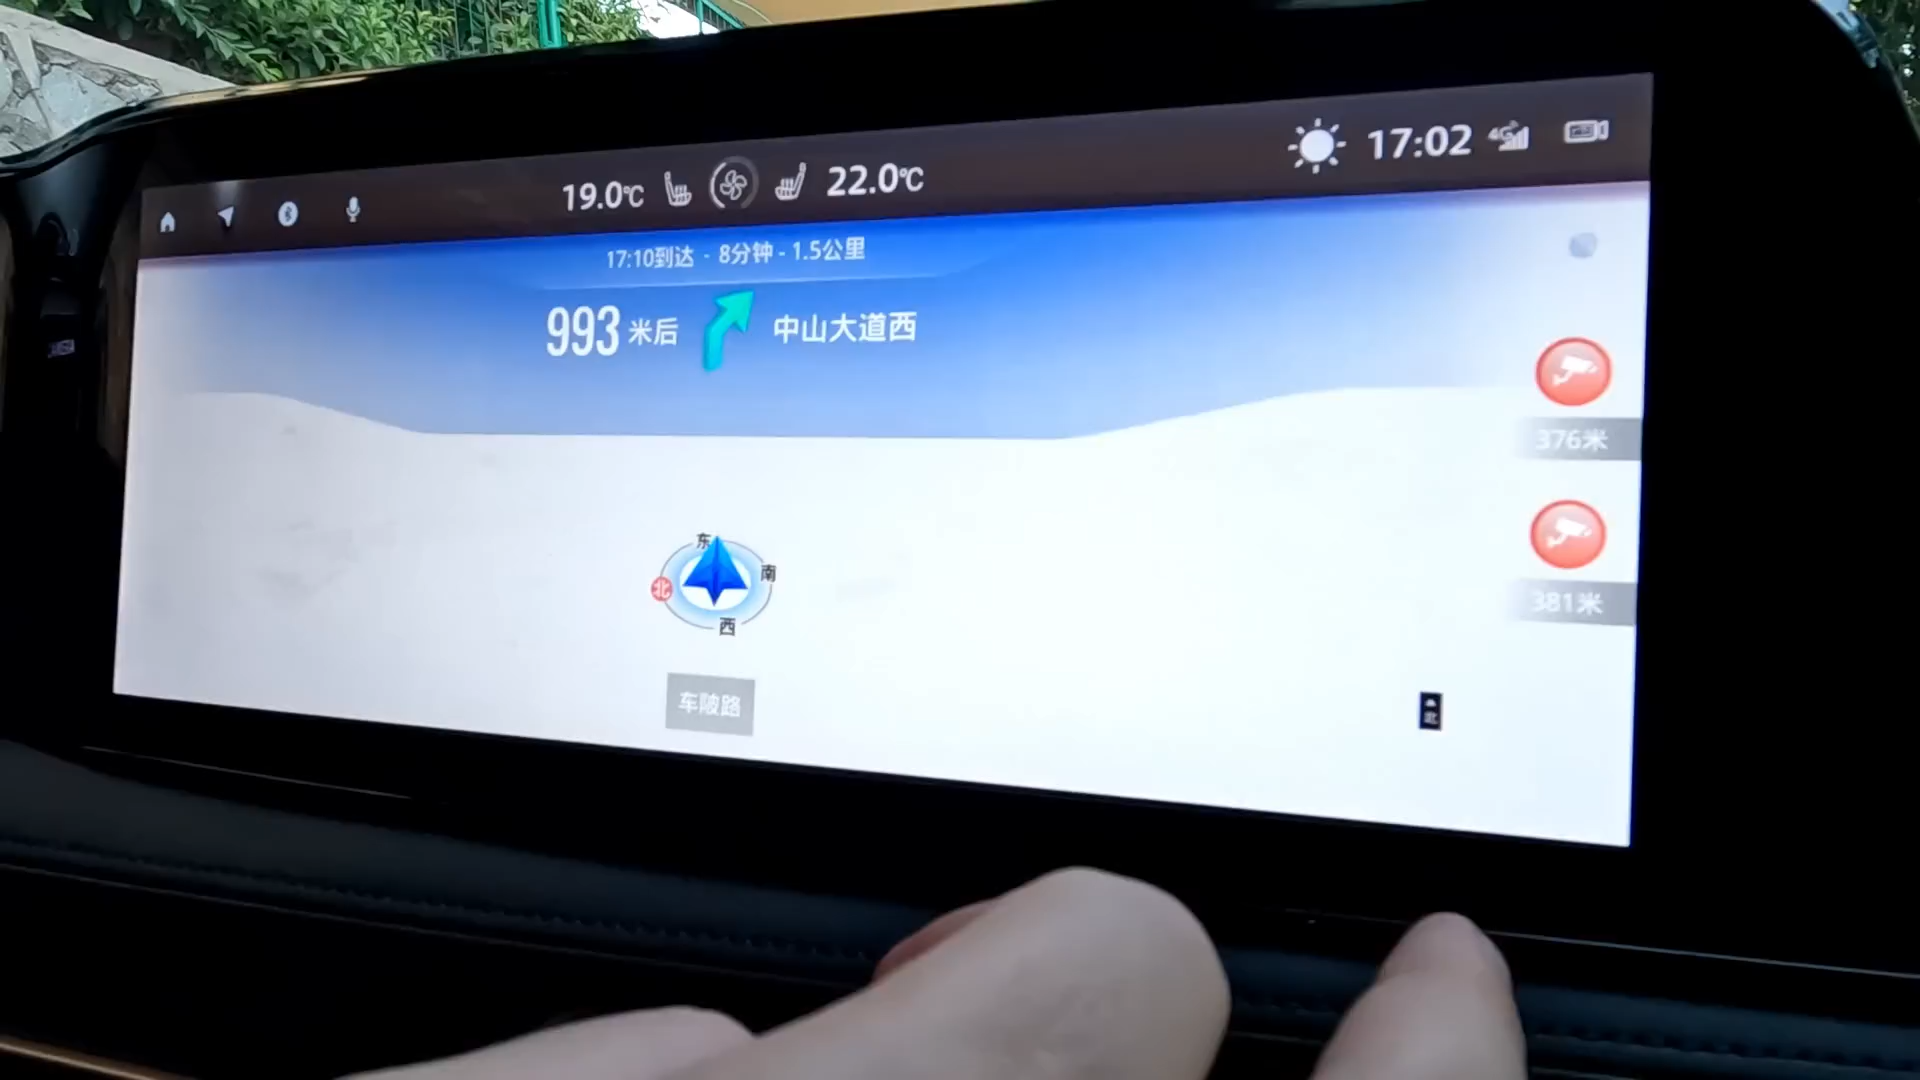 19.0℃
22.0℃
17:02
4G
17:10到达 · 8分钟 - 1.5公里
993 米后
中山大道西
376米
东
南
北
西
381米
车陂路
北